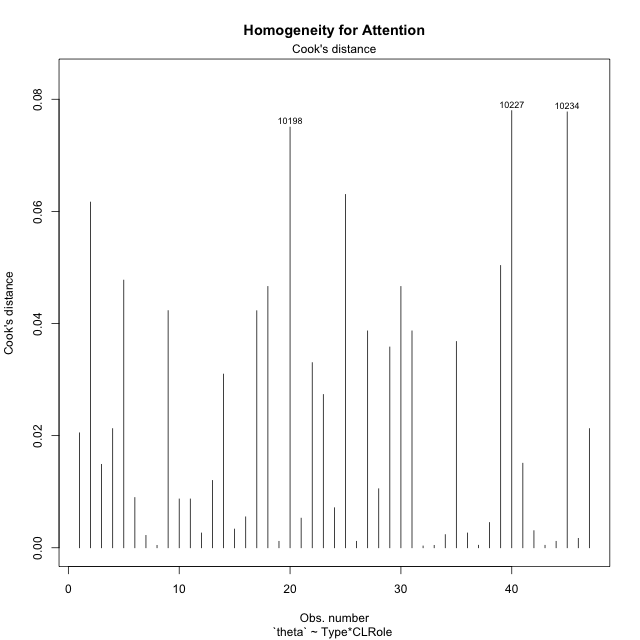 Homogeneity for Attention
Cook's distance
Cook's distance
0.00
0.02
0.04
0.06
0.08
10198
10227
10234
0
10
20
30
40
Obs. number
`theta` ~ Type*CLRole